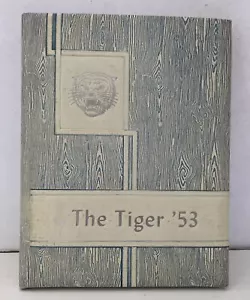 The Tiger '53